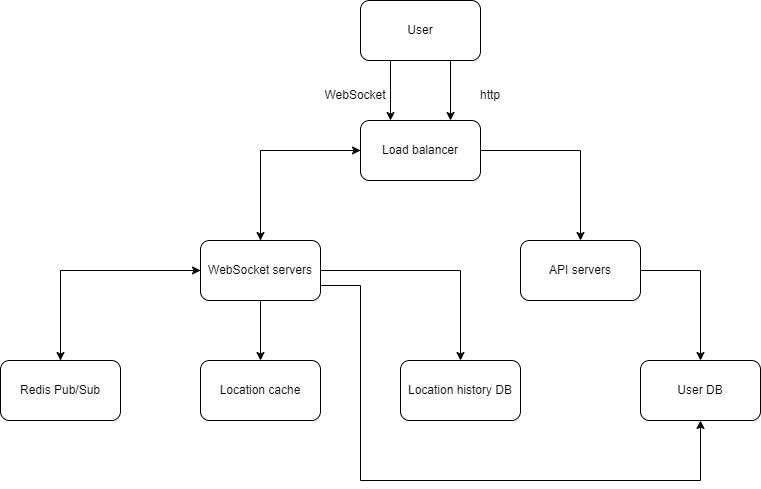 User
WebSocket
http
Load balancer
WebSocket servers
API servers
Redis Pub/Sub
Location cache
Location history DB
User DB